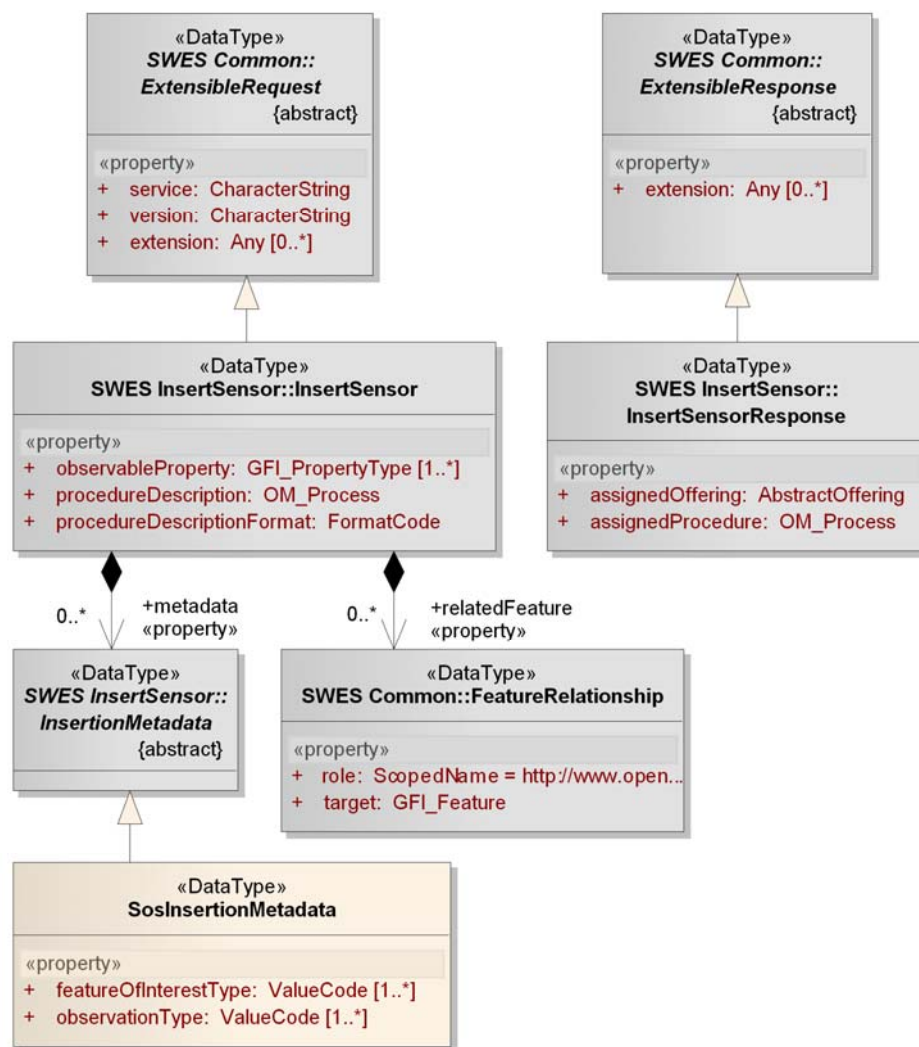 «DataType»
SWES Common::
ExtensibleRequest
{abstract}
«property»
+ service: CharacterString
+ version: CharacterString
+ extension: Any [0..*]
«DataType»
SWES Common::
ExtensibleResponse
{abstract}
«property»
+ extension: Any [0..*]
«DataType»
SWES InsertSensor::InsertSensor
«property»
+ observableProperty: GFI_PropertyType [1..*]
+ procedureDescription: OM_Process
+ procedureDescriptionFormat: FormatCode
«DataType»
SWES InsertSensor::
InsertSensorResponse
«property»
+ assignedOffering: AbstractOffering
+ assignedProcedure: OM_Process
0..*
+metadata
«property»
0..*
+relatedFeature
«property»
«DataType»
SWES InsertSensor::
InsertionMetadata
{abstract}
«DataType»
SWES Common::FeatureRelationship
«property»
+ role: ScopedName = http://www.open...
+ target: GFI_Feature
«DataType»
SosInsertionMetadata
«property»
+ featureOfInterestType: ValueCode [1..*]
+ observationType: ValueCode [1..*]